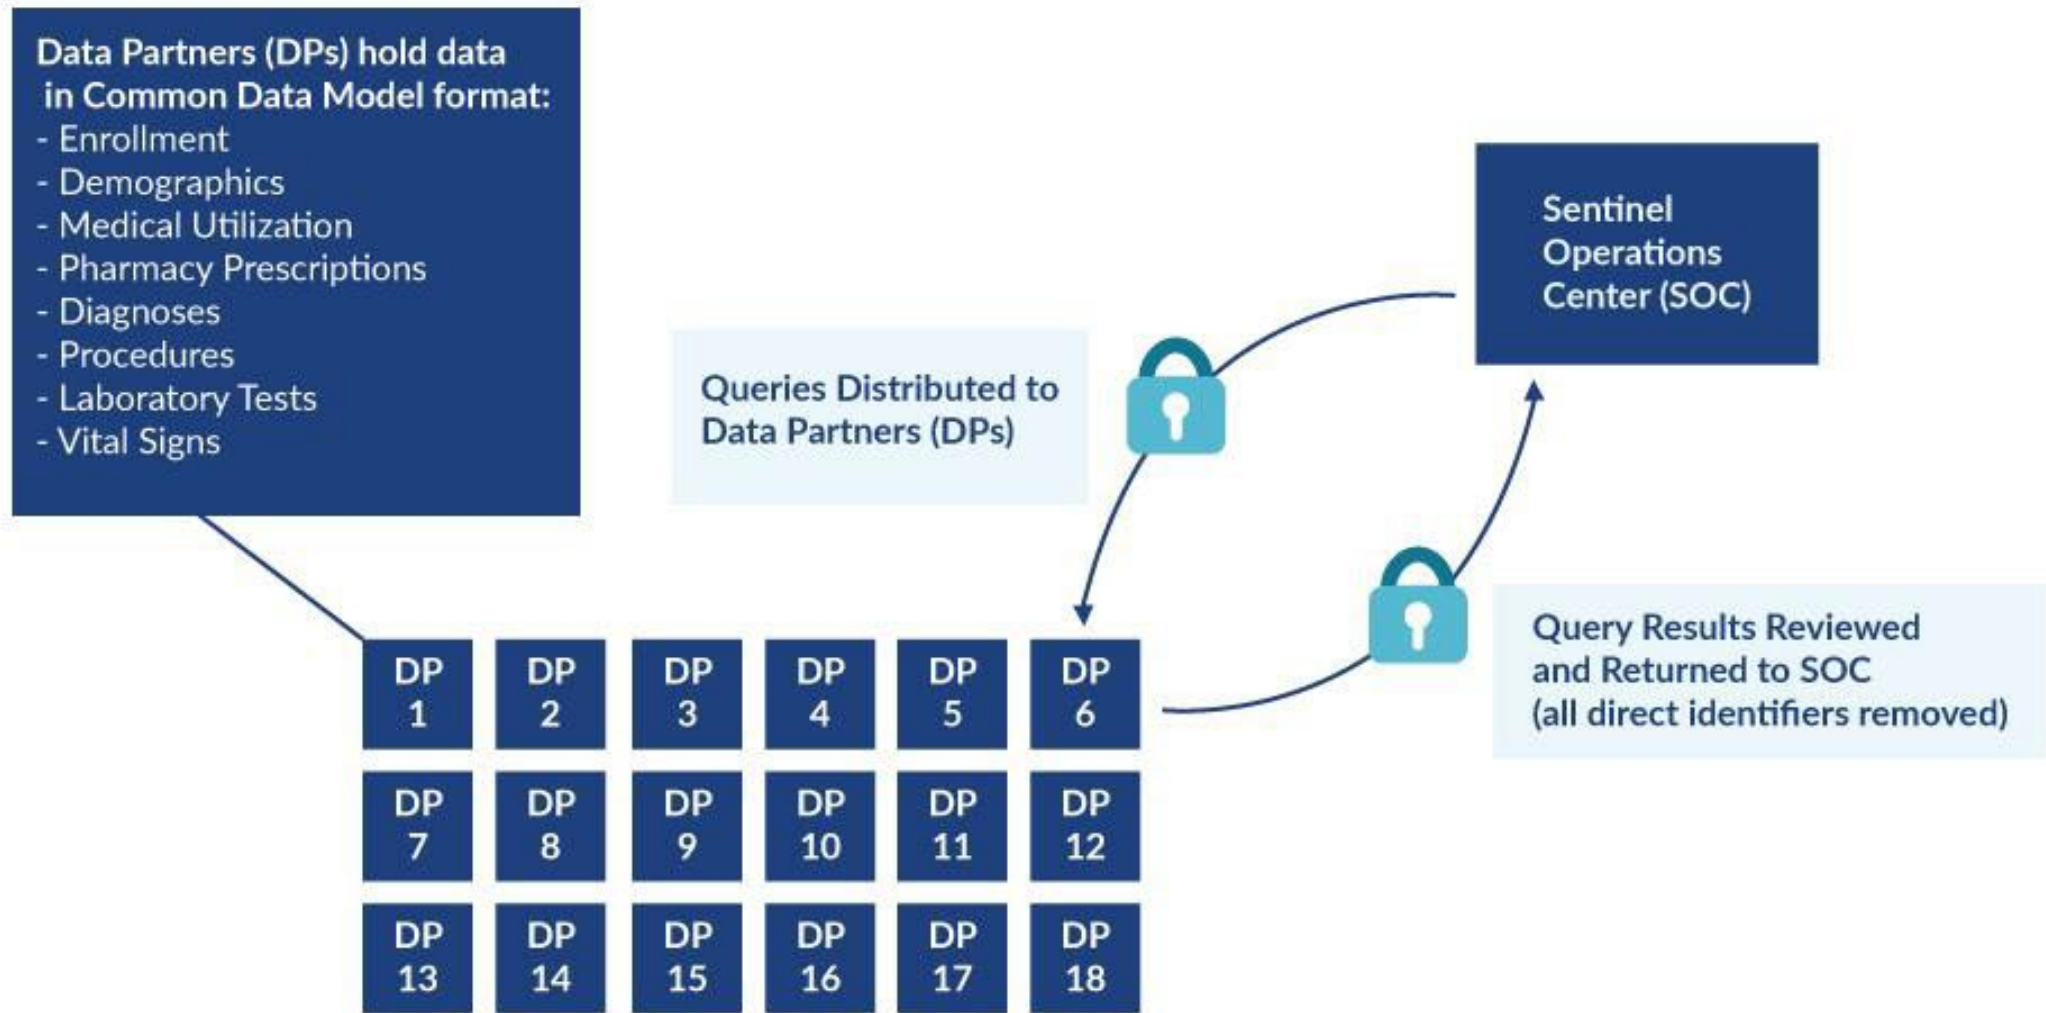 Data Partners (DPs) hold data
in Common Data Model format:
- Enrollment
- Demographics
- Medical Utilization
- Pharmacy Prescriptions
- Diagnoses
- Procedures
- Laboratory Tests
- Vital Signs
Sentinel
Operations
Center (SOC)
Queries Distributed to
Data Partners (DPs)
Query Results Reviewed
and Returned to SOC
(all direct identifiers removed)
DP
1
DP
2
DP
3
DP
4
DP
5
DP
6
DP
7
DP
8
DP
9
DP
10
DP
11
DP
12
DP
13
DP
14
DP
15
DP
16
DP
17
DP
18